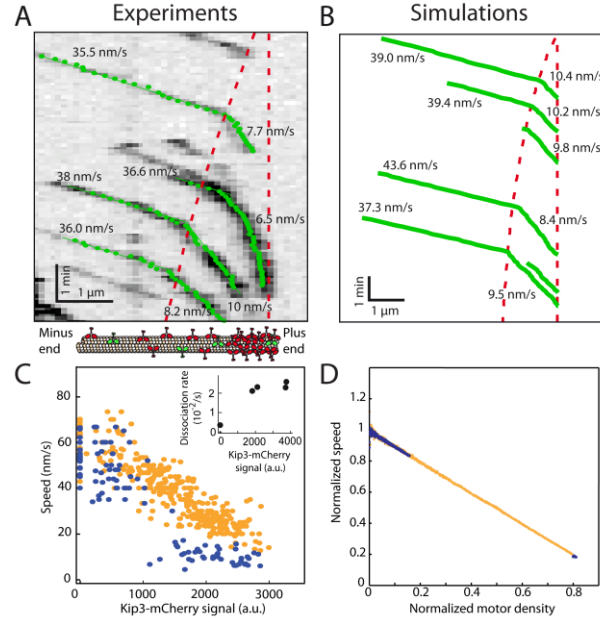 Experiments
Simulations
A
B
35.5 nm/s
7.7 nm/s
36.6 nm/s
38 nm/s
6.5 nm/s
36.0 nm/s
10 nm/s
8.2 nm/s
1 min
1 µm
39.0 nm/s
10.4 nm/s
39.4 nm/s
10.2 nm/s
9.8 nm/s
43.6 nm/s
37.3 nm/s
8.4 nm/s
9.5 nm/s
1 min
1 µm
Minus
end
Plus
end
C
Speed (nm/s)
80
60
40
20
0
0
1000
2000
3000
Kip3-mCherry signal (a.u.)
Dissociation rate
(10⁻²/s)
2
1
0
0
2000
4000
Kip3-mCherry
signal (a.u.)
D
Normalized speed
1.2
1
0.8
0.6
0.4
0.2
0
0.2
0.4
0.6
0.8
1
Normalized motor density